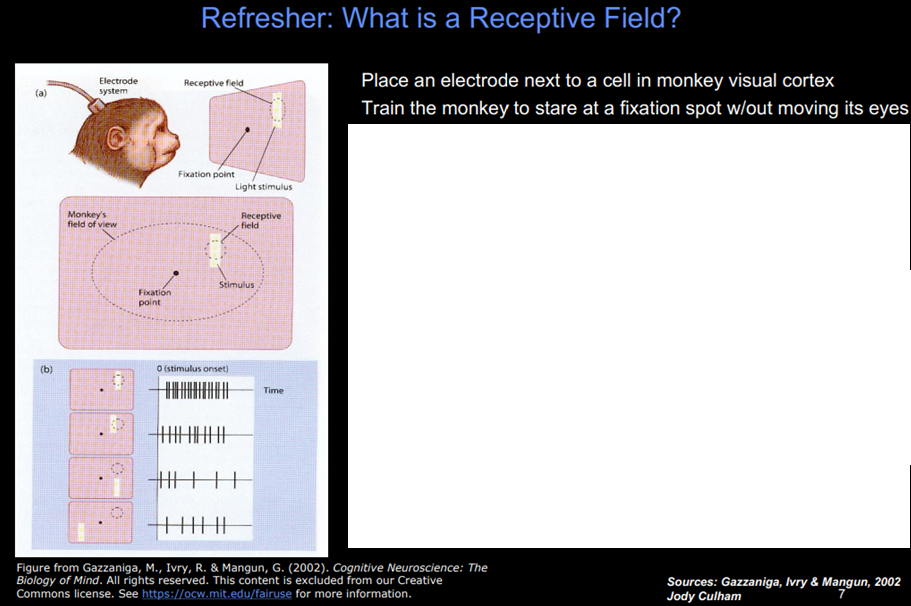 Refresher: What is a Receptive Field?
Place an electrode next to a cell in monkey visual cortex
Train the monkey to stare at a fixation spot w/out moving its eyes
(a)
Electrode
system
Receptive field
Fixation point
Light stimulus
Monkey's
field of view
Receptive
field
Stimulus
Fixation
point
(b)
0 (stimulus onset)
Time
Figure from Gazzaniga, M., Ivry, R. & Mangun, G. (2002). Cognitive Neuroscience: The
Biology of Mind. All rights reserved. This content is excluded from our Creative
Commons license. See https://ocw.mit.edu/fairuse for more information.
Sources: Gazzaniga, Ivry & Mangun, 2002
Jody Culham
7